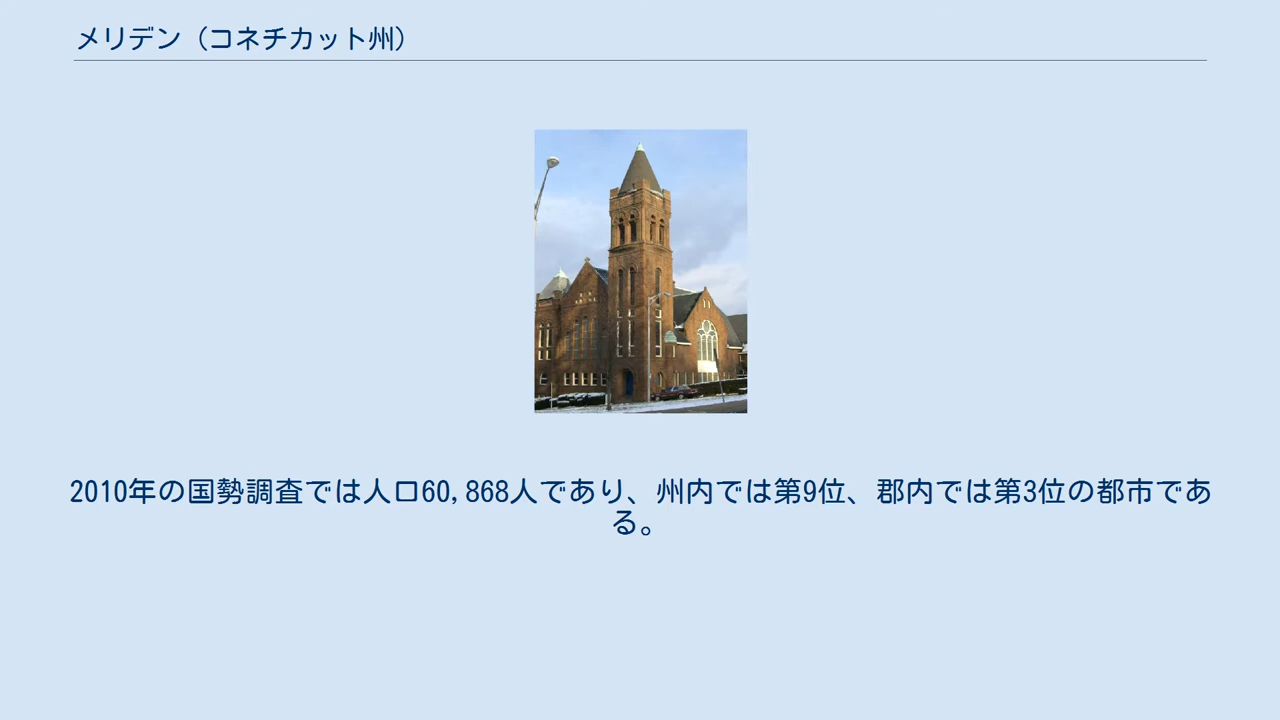 メリデン（コネチカット州）
2010年の国勢調査では人口60,868人であり、州内では第9位、郡内では第3位の都市であ
る。